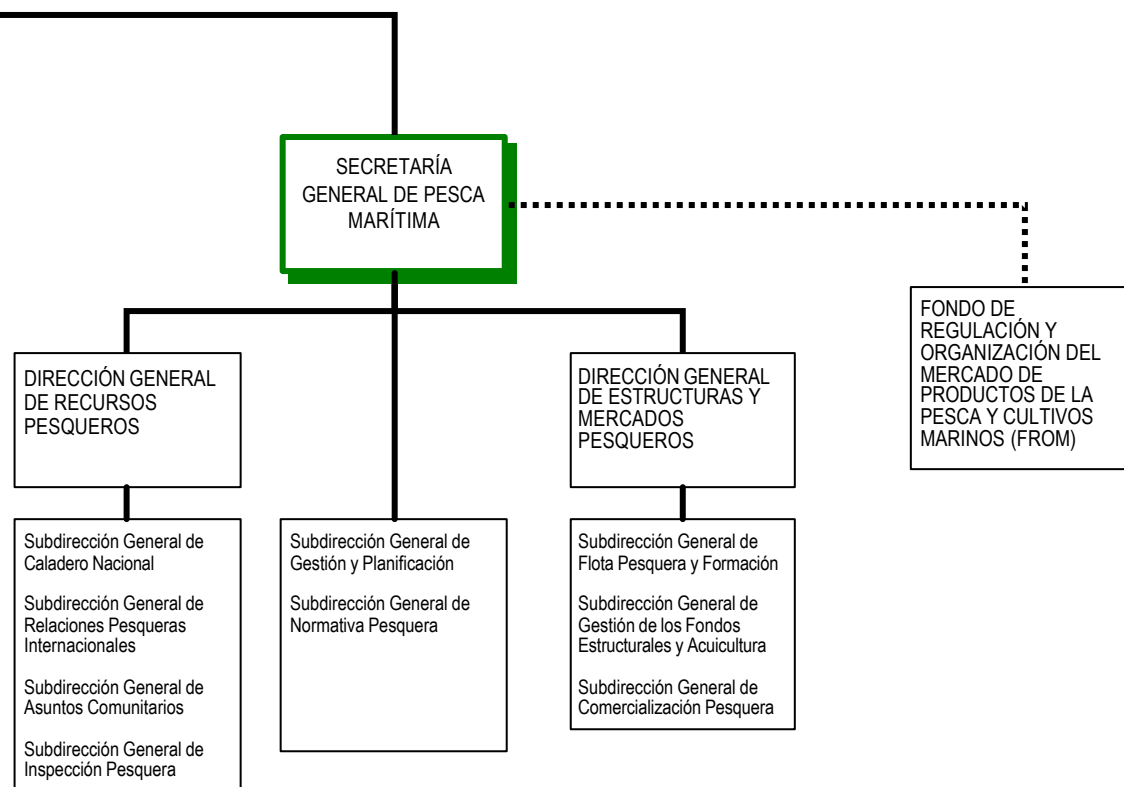 SECRETARÍA
GENERAL DE PESCA
MARÍTIMA
FONDO DE
REGULACIÓN Y
ORGANIZACIÓN DEL
MERCADO DE
PRODUCTOS DE LA
PESCA Y CULTIVOS
MARINOS (FROM)
DIRECCIÓN GENERAL
DE RECURSOS
PESQUEROS
DIRECCIÓN GENERAL
DE ESTRUCTURAS Y
MERCADOS
PESQUEROS
Subdirección General de
Caladero Nacional
Subdirección General de
Relaciones Pesqueras
Internacionales
Subdirección General de
Asuntos Comunitarios
Subdirección General de
Inspección Pesquera
Subdirección General de
Gestión y Planificación
Subdirección General de
Normativa Pesquera
Subdirección General de
Flota Pesquera y Formación
Subdirección General de
Gestión de los Fondos
Estructurales y Acuicultura
Subdirección General de
Comercialización Pesquera